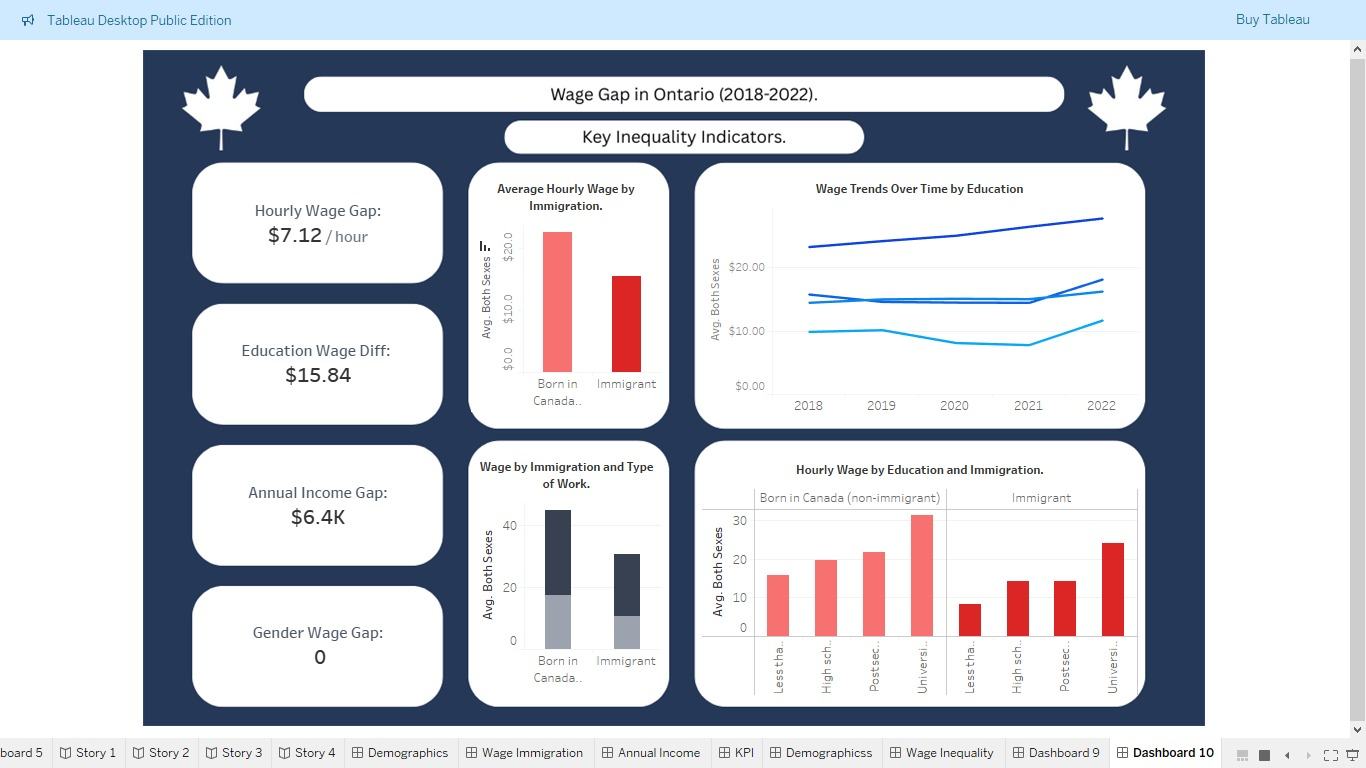 Tableau Desktop Public Edition
Buy Tableau
Wage Gap in Ontario (2018-2022).
Key Inequality Indicators.
Hourly Wage Gap:
$7.12 / hour
Education Wage Diff:
$15.84
Annual Income Gap:
$6.4K
Gender Wage Gap:
0
Average Hourly Wage by
Immigration.
Avg. Both Sexes
$20.0
$10.0
$0.0
Born in
Canada..
Immigrant
Wage Trends Over Time by Education
Avg. Both Sexes
$20.00
$10.00
$0.00
2018 2019 2020 2021 2022
Wage by Immigration and Type
of Work.
Avg. Both Sexes
40
20
0
Born in
Canada..
Immigrant
Hourly Wage by Education and Immigration.
Born in Canada (non-immigrant) Immigrant
Avg. Both Sexes
30
20
10
0
Less tha..
High sch..
Postsec..
Universi..
Less tha..
High sch..
Postsec..
Universi..
board 5 Story 1 Story 2 Story 3 Story 4 Demographics Wage Immigration Annual Income KPI Demographicss Wage Inequality Dashboard 9 Dashboard 10